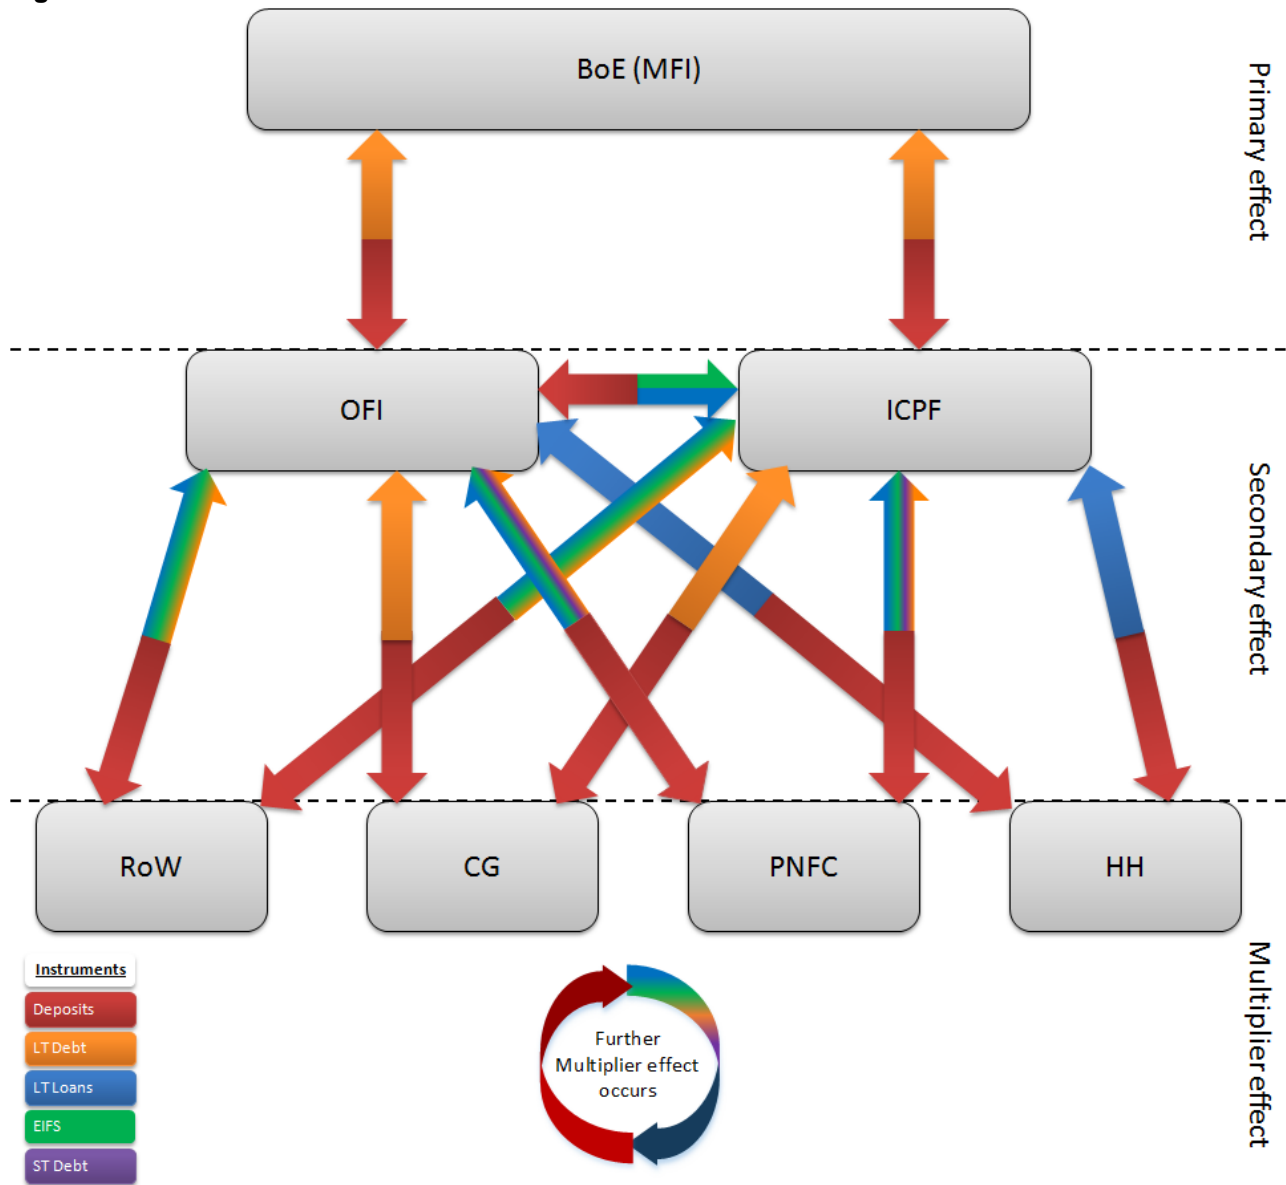 BoE (MFI)
Primary effect
OFI
ICPF
Secondary effect
RoW
CG
PNFC
HH
Multiplier effect
Instruments
Deposits
LT Debt
LT Loans
EIFS
ST Debt
Further
Multiplier effect
occurs